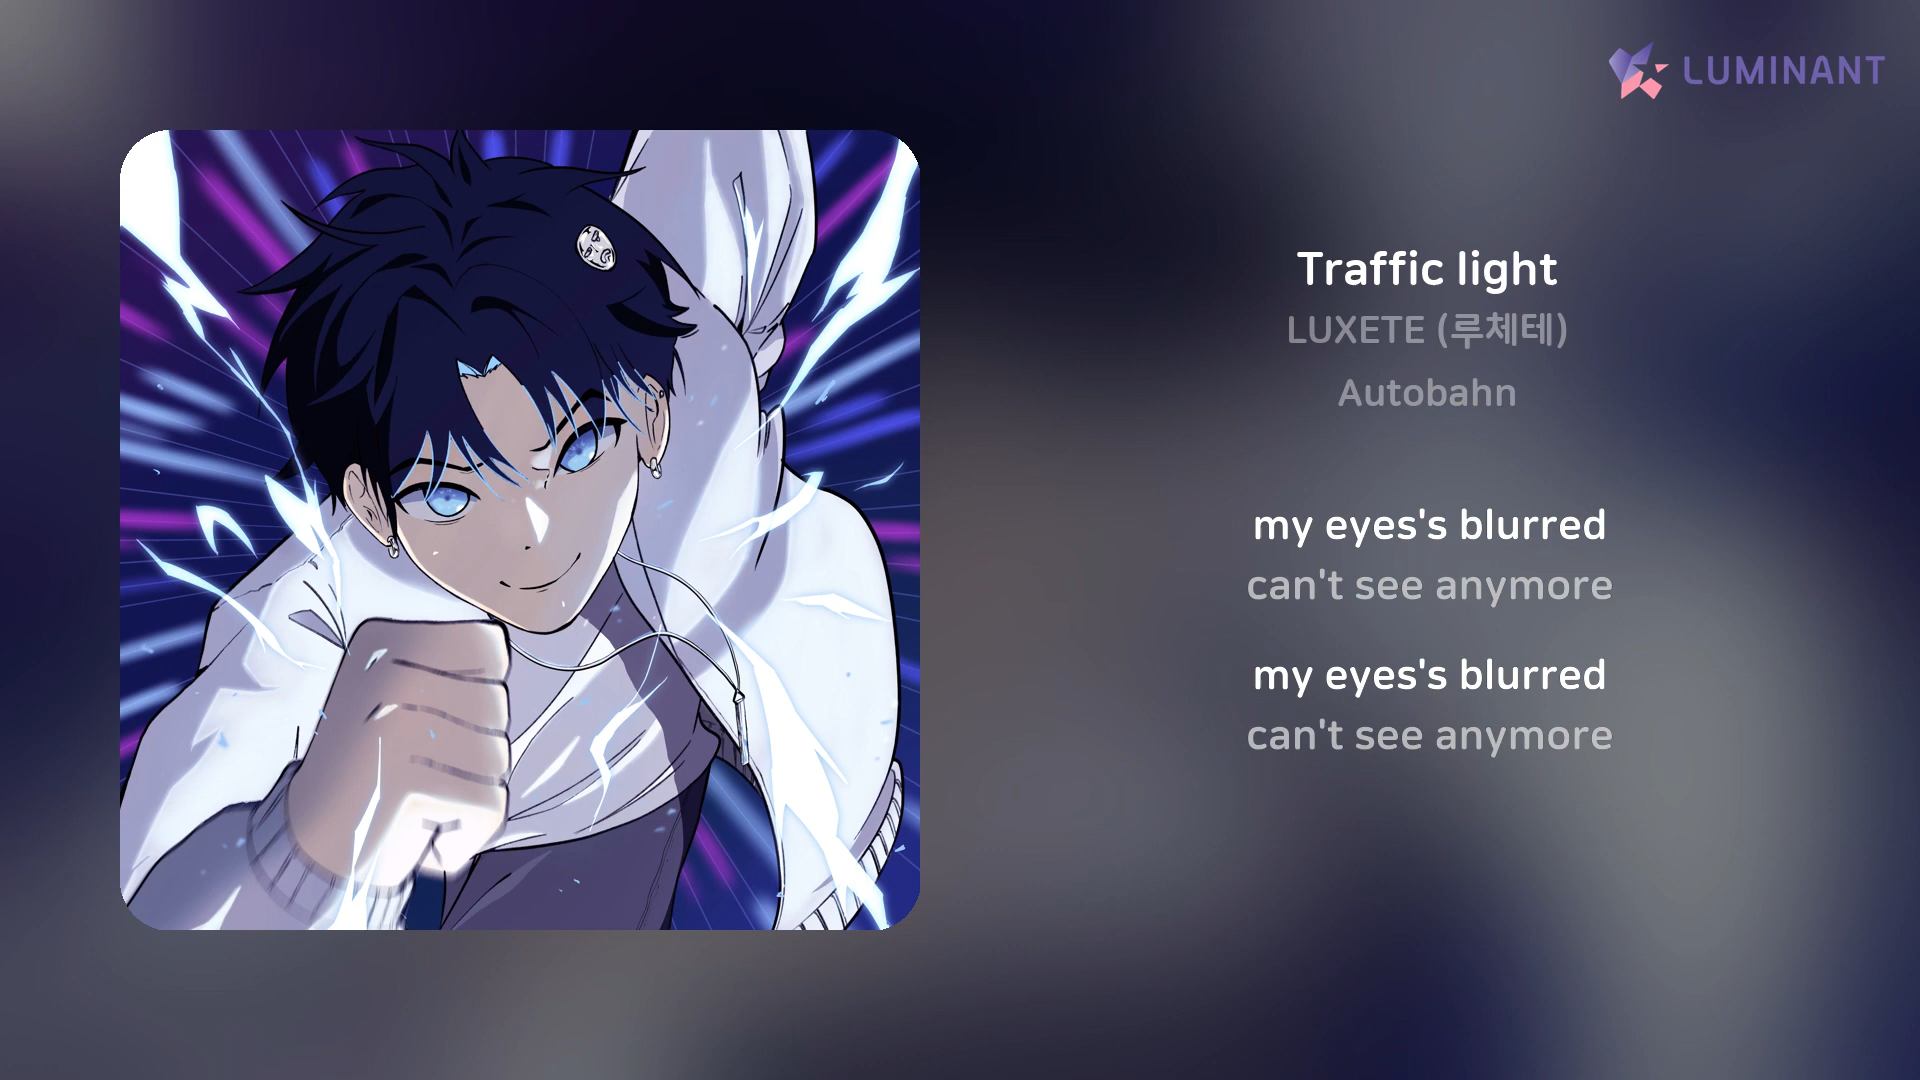 LUMINANT
Traffic light
LUXETE (루체테)
Autobahn
my eyes's blurred
can't see anymore
my eyes's blurred
can't see anymore